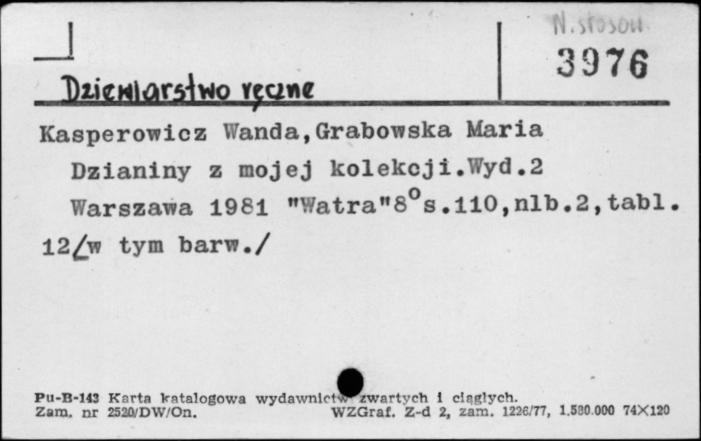 N. stosow.
3976
Dziewiarstwo ręczne
Kasperowicz Wanda,Grabowska Maria
Dzianiny z mojej kolekcji.Wyd.2
Warszawa 1981 "Watra"8° s.110,nlb.2,tabl.
12/w tym barw./
Pu-B-143 Karta katalogowa wydawnictw zwartych i ciągłych.
Zam. nr 2520/DW/On. WZGraf. Z-d 2, zam. 1226/77, 1.580.000 74X120